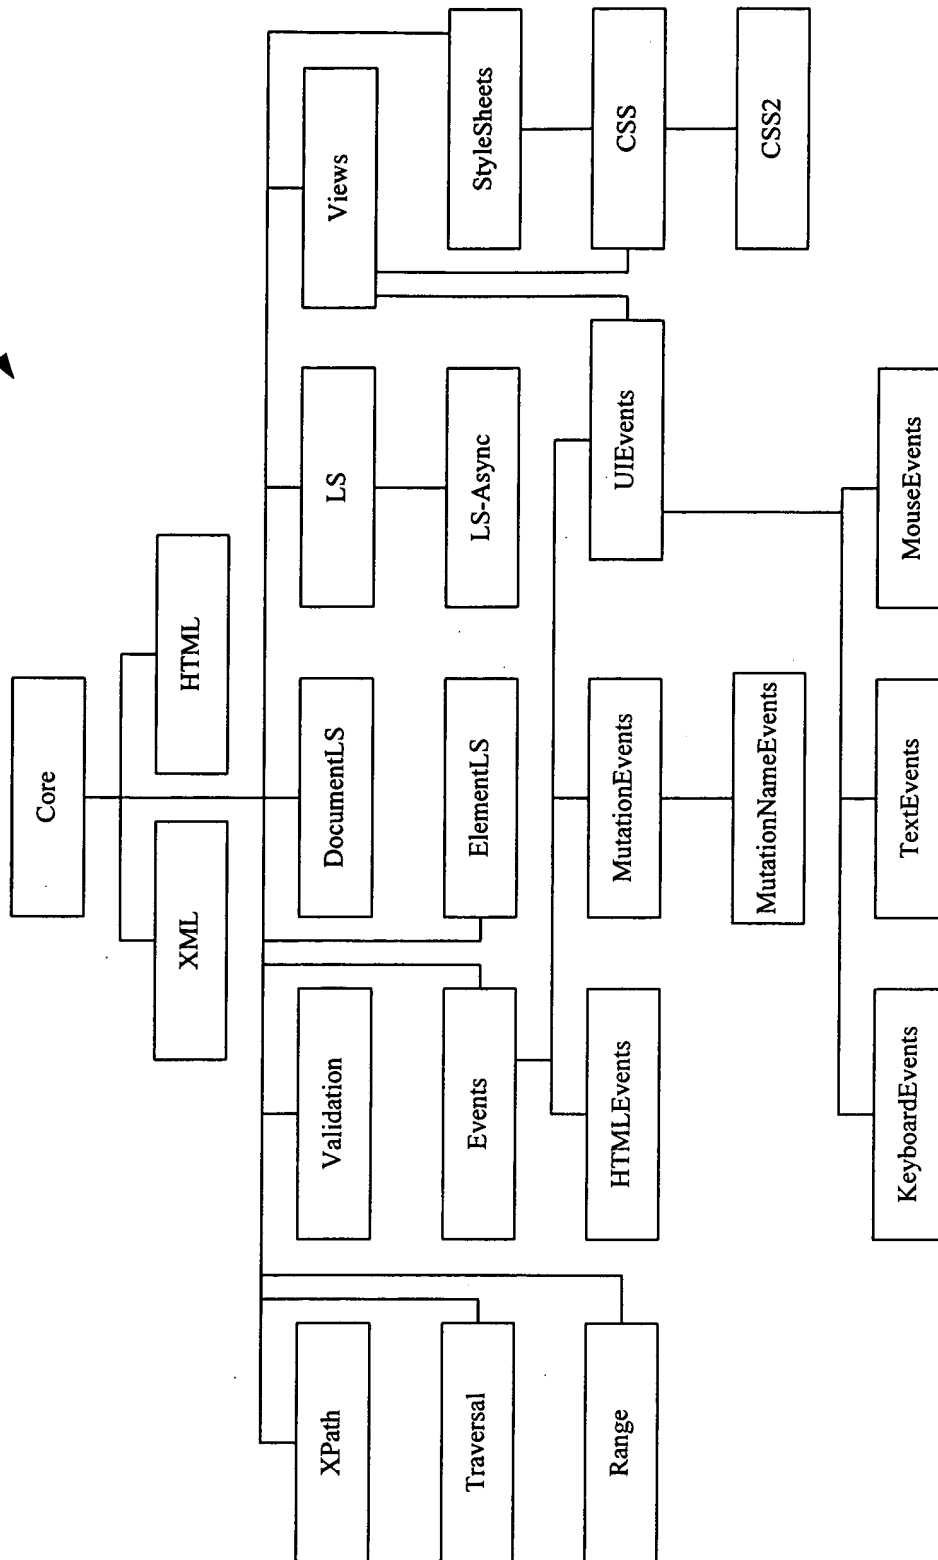 Core
XML
HTML
XPath
Validation
DocumentLS
LS
Views
Traversal
Events
ElementLS
LS-Async
StyleSheets
Range
HTMLEvents
MutationEvents
UIEvents
CSS
MutationNameEvents
CSS2
KeyboardEvents
TextEvents
MouseEvents